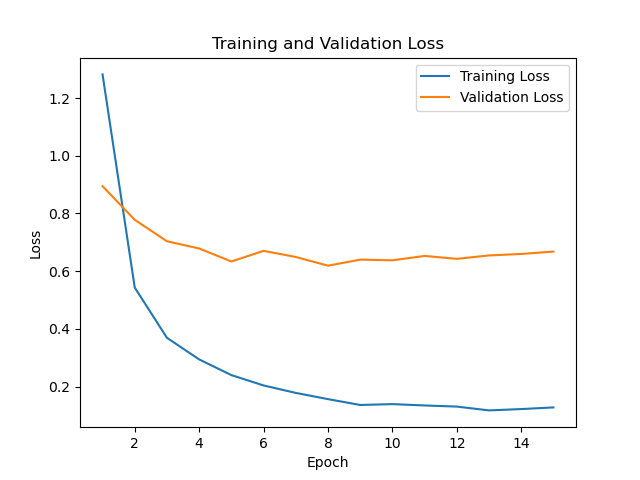 Training and Validation Loss
Training Loss
Validation Loss
1.2
1.0
0.8
0.6
0.4
0.2
Loss
2 4 6 8 10 12 14
Epoch